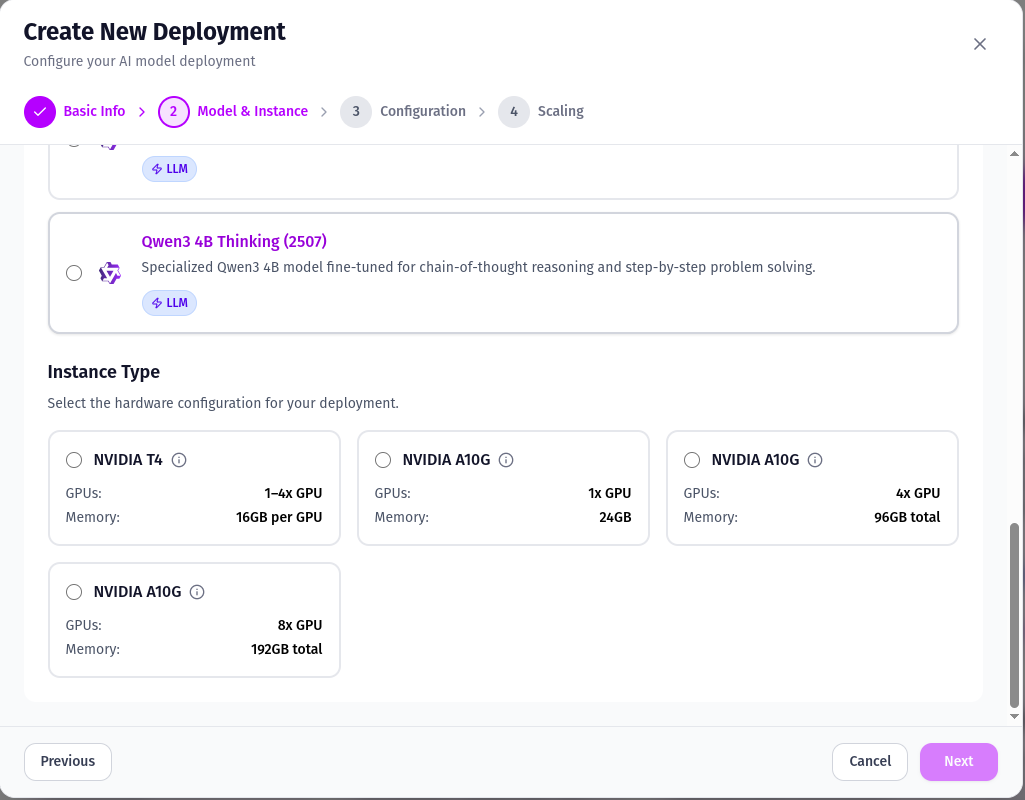 Create New Deployment
Configure your AI model deployment
Basic Info
2 Model & Instance
3 Configuration
4 Scaling
LLM
Qwen3 4B Thinking (2507)
Specialized Qwen3 4B model fine-tuned for chain-of-thought reasoning and step-by-step problem solving.
LLM
Instance Type
Select the hardware configuration for your deployment.
NVIDIA T4
GPUs: 1–4x GPU
Memory: 16GB per GPU
NVIDIA A10G
GPUs: 1x GPU
Memory: 24GB
NVIDIA A10G
GPUs: 4x GPU
Memory: 96GB total
NVIDIA A10G
GPUs: 8x GPU
Memory: 192GB total
Previous
Cancel
Next